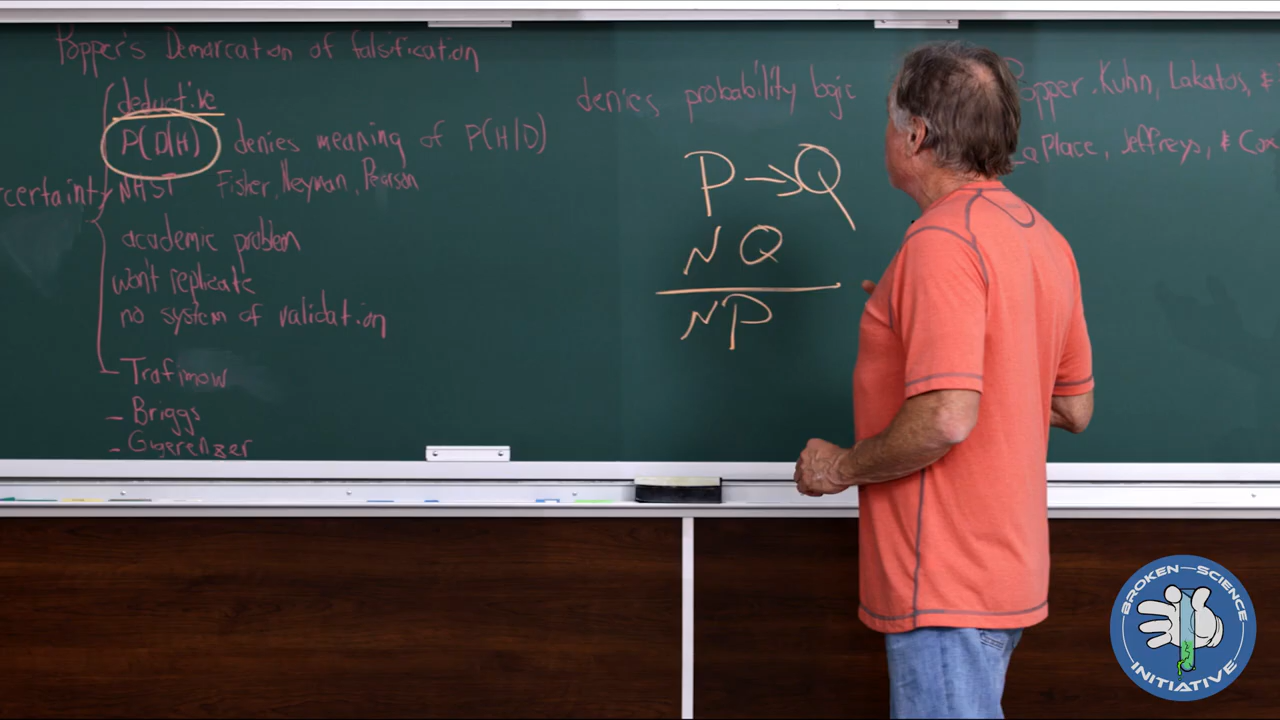 Popper's Demarcation of falsification
deductive
P(D|H) denies meaning of P(H|D)
NHST Fisher, Neyman, Pearson
academic problem
won't replicate
no system of validation
- Trafimow
- Briggs
- Gigerenzer
denies probability logic
P → Q
N Q
N P
Popper, Kuhn, Lakatos, &
LaPlace, Jeffreys, & Cox
BROKEN-SCIENCE
INITIATIVE